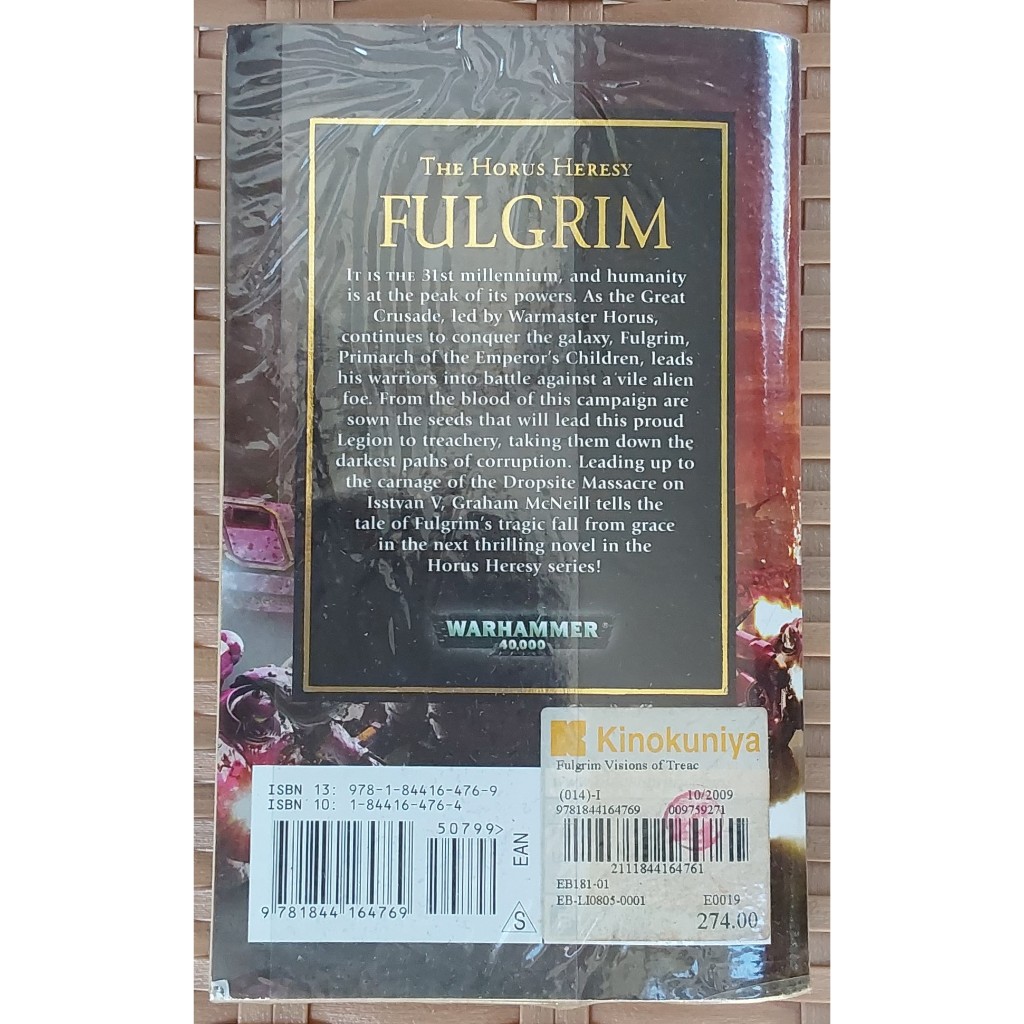 THE HORUS HERESY
FULGRIM
IT IS THE 31st millennium, and humanity
is at the peak of its powers. As the Great
Crusade, led by Warmaster Horus,
continues to conquer the galaxy, Fulgrim,
Primarch of the Emperor's Children, leads
his warriors into battle against a vile alien
foe. From the blood of this campaign are
sown the seeds that will lead this proud
Legion to treachery, taking them down the
darkest paths of corruption. Leading up to
the carnage of the Dropsite Massacre on
Isstvan V, Graham McNeill tells the
tale of Fulgrim's tragic fall from grace
in the next thrilling novel in the
Horus Heresy series!
WARHAMMER®
40,000
ISBN 13: 978-1-84416-476-9
ISBN 10: 1-84416-476-4
50799>
EAN
9 781844 164769
S
Kinokuniya
Fulgrim Visions of Treac
(014)-I 10/2009
9781844164769 009759271
2111844164761
EB181-01
EB-LI0805-0001 E0019
274.00